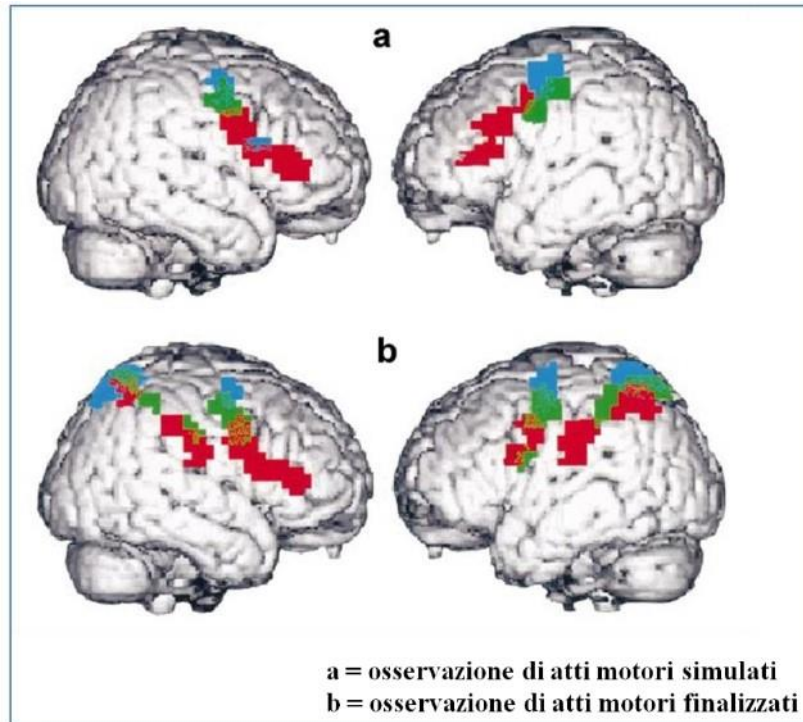 a
b
a = osservazione di atti motori simulati
b = osservazione di atti motori finalizzati